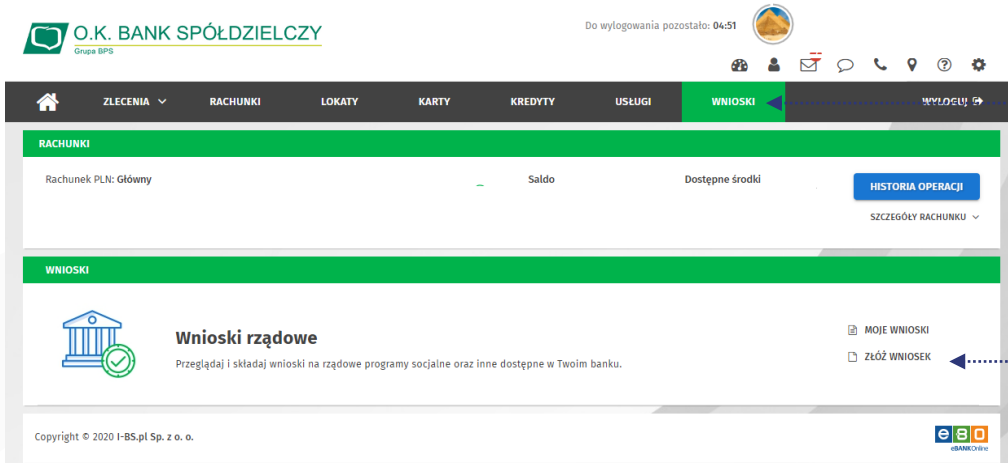 O.K. BANK SPÓŁDZIELCZY
Grupa BPS
Do wylogowania pozostało: 04:51
ZLECENIA RACHUNKI LOKATY KARTY KREDYTY USŁUGI WNIOSKI WYLOGUJ
RACHUNKI
Rachunek PLN: Główny Saldo Dostępne środki HISTORIA OPERACJI
SZCZEGÓŁY RACHUNKU
WNIOSKI
Wnioski rządowe
Przeglądaj i składaj wnioski na rządowe programy socjalne oraz inne dostępne w Twoim banku.
MOJE WNIOSKI
ZŁÓŻ WNIOSEK
Copyright © 2020 I-BS.pl Sp. z o. o.
eBO
eBANKOnline